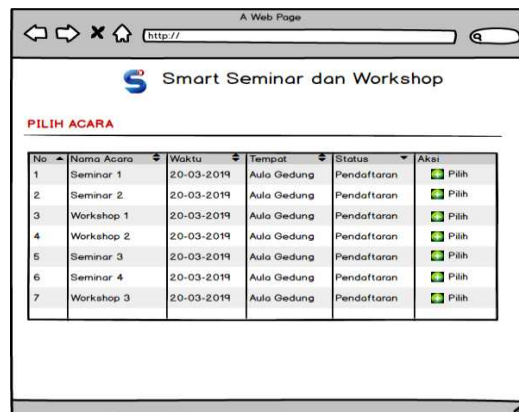 A Web Page
http://
Smart Seminar dan Workshop
PILIH ACARA
No Nama Acara Waktu Tempat Status Aksi
1 Seminar 1 20-03-2019 Aula Gedung Pendaftaran Pilih
2 Seminar 2 20-03-2019 Aula Gedung Pendaftaran Pilih
3 Workshop 1 20-03-2019 Aula Gedung Pendaftaran Pilih
4 Workshop 2 20-03-2019 Aula Gedung Pendaftaran Pilih
5 Seminar 3 20-03-2019 Aula Gedung Pendaftaran Pilih
6 Seminar 4 20-03-2019 Aula Gedung Pendaftaran Pilih
7 Workshop 3 20-03-2019 Aula Gedung Pendaftaran Pilih